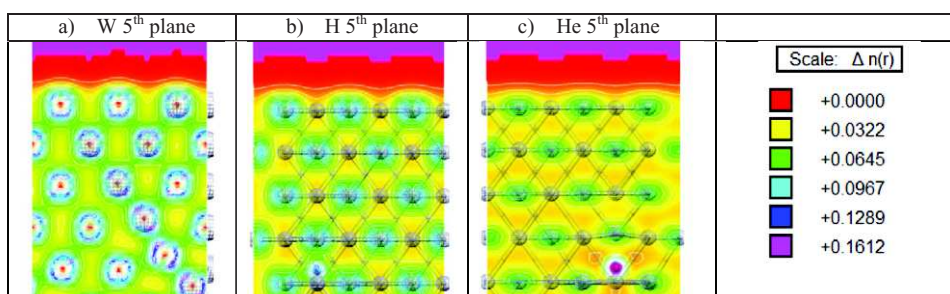 a) W 5th plane
b) H 5th plane
c) He 5th plane
Scale: Δ n(r)
+0.0000
+0.0322
+0.0645
+0.0967
+0.1289
+0.1612